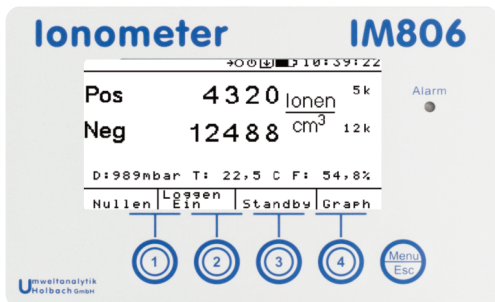 Ionometer IM806
10:39:22
Pos 4320 Ionen 5k
Neg 12488 cm³ 12k
Alarm
D:989mbar T: 22,5 C F: 54,8%
Nullen Loggen Ein Standby Graph
1 2 3 4 Menu Esc
Umweltanalytik
Holbach GmbH